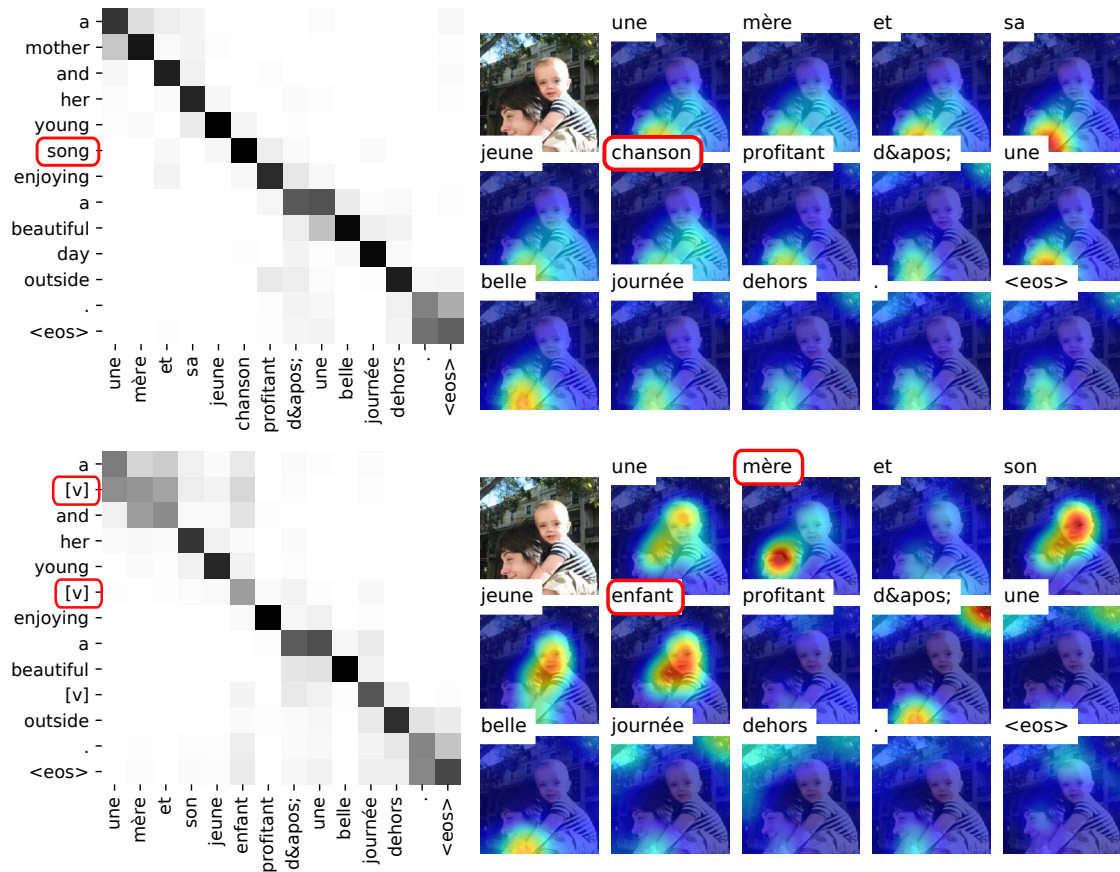 a
mother
and
her
young
song
enjoying
a
beautiful
day
outside
.
<eos>
une mère et sa jeune chanson profitant d&apos; une belle journée dehors . <eos>
une mère et sa
jeune chanson profitant d&apos; une
belle journée dehors . <eos>
a
[v]
and
her
young
[v]
enjoying
a
beautiful
[v]
outside
.
<eos>
une mère et son jeune enfant profitant d&apos; une belle journée dehors . <eos>
une mère et son
jeune enfant profitant d&apos; une
belle journée dehors . <eos>